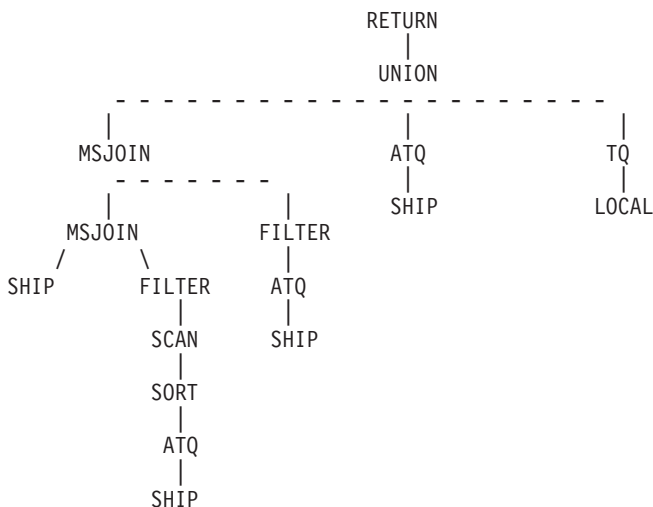 RETURN
UNION
MSJOIN ATQ TQ
SHIP LOCAL
MSJOIN FILTER
SHIP FILTER ATQ
SCAN SHIP
SORT
ATQ
SHIP